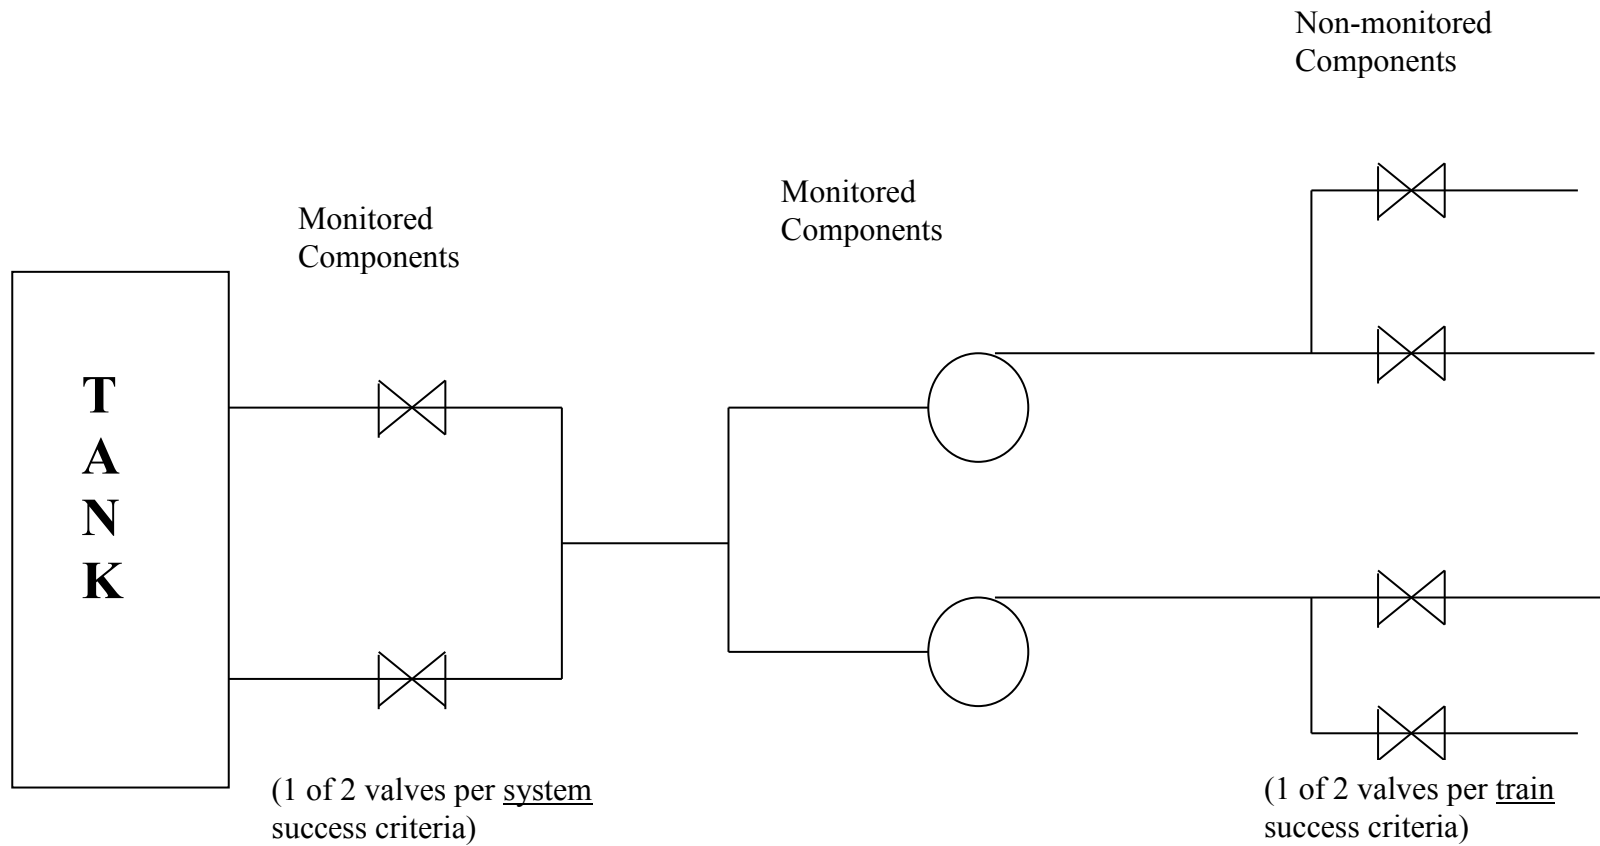 Non-monitored
Components
Monitored
Components
Monitored
Components
T
A
N
K
(1 of 2 valves per system
success criteria)
(1 of 2 valves per train
success criteria)